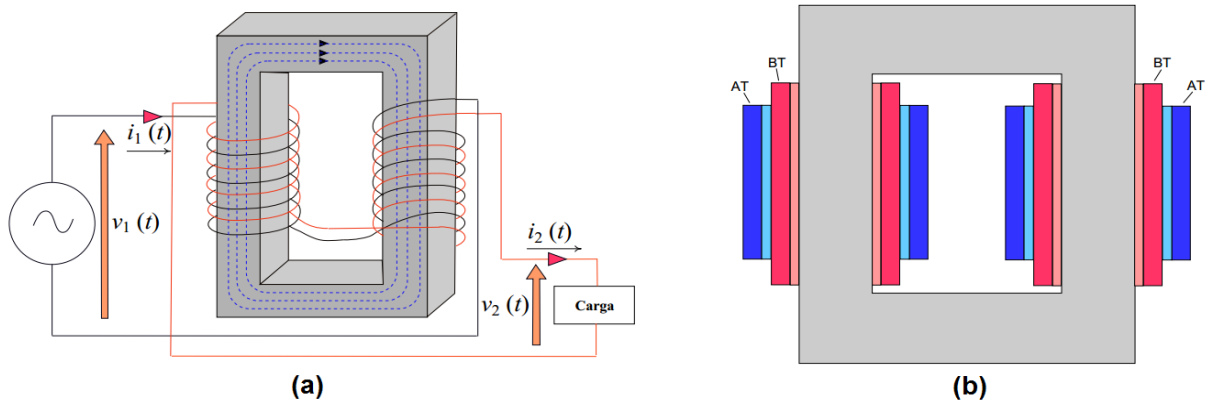 i₁ (t)
v₁ (t)
i₂ (t)
v₂ (t)
Carga
(a)
AT
BT
BT
AT
(b)